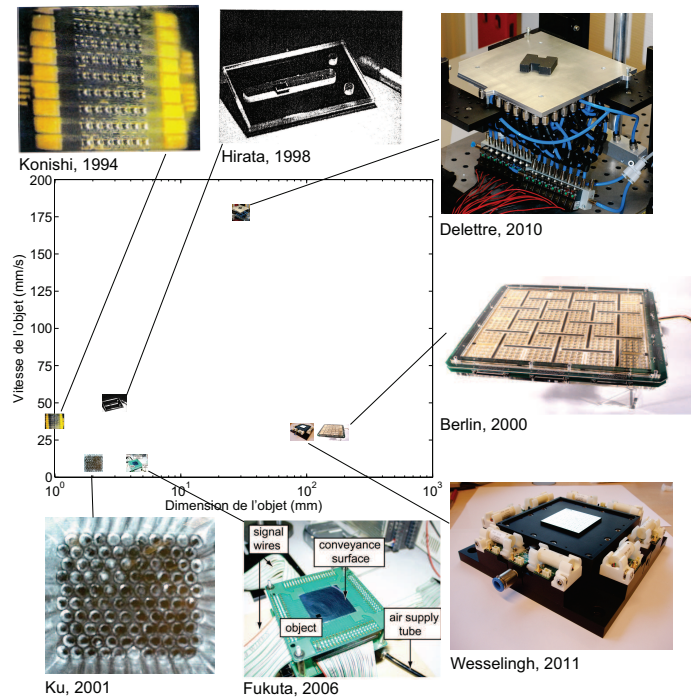 Konishi, 1994
Hirata, 1998
Delettre, 2010
200
175
150
125
100
75
50
25
0
Vitesse de l'objet (mm/s)
10^0
10^1
10^2
10^3
Dimension de l'objet (mm)
Berlin, 2000
signal
wires
conveyance
surface
object
air supply
tube
Ku, 2001
Fukuta, 2006
Wesselingh, 2011